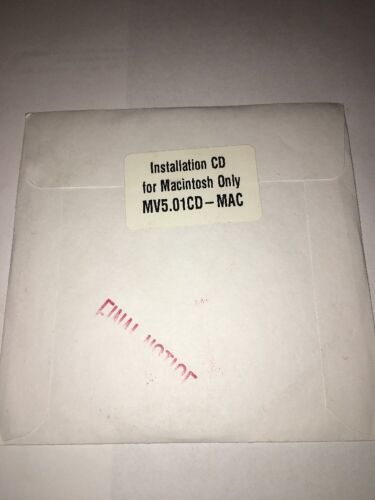 Installation CD
for Macintosh Only
MV5.01CD-MAC
FINAL NOTICE